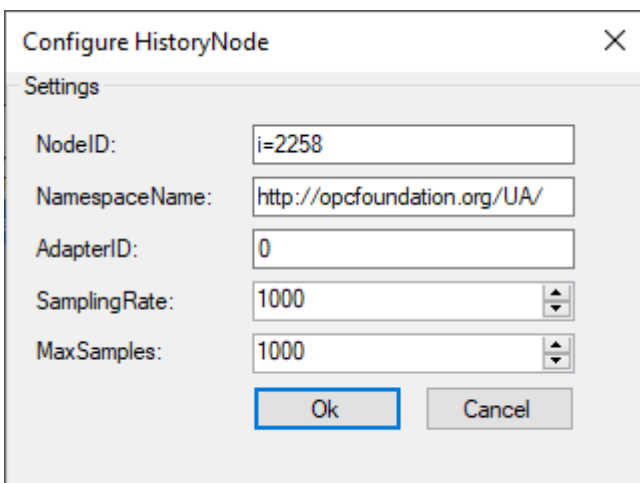 Configure HistoryNode
Settings
NodeID: i=2258
NamespaceName: http://opcfoundation.org/UA/
AdapterID: 0
SamplingRate: 1000
MaxSamples: 1000
Ok Cancel